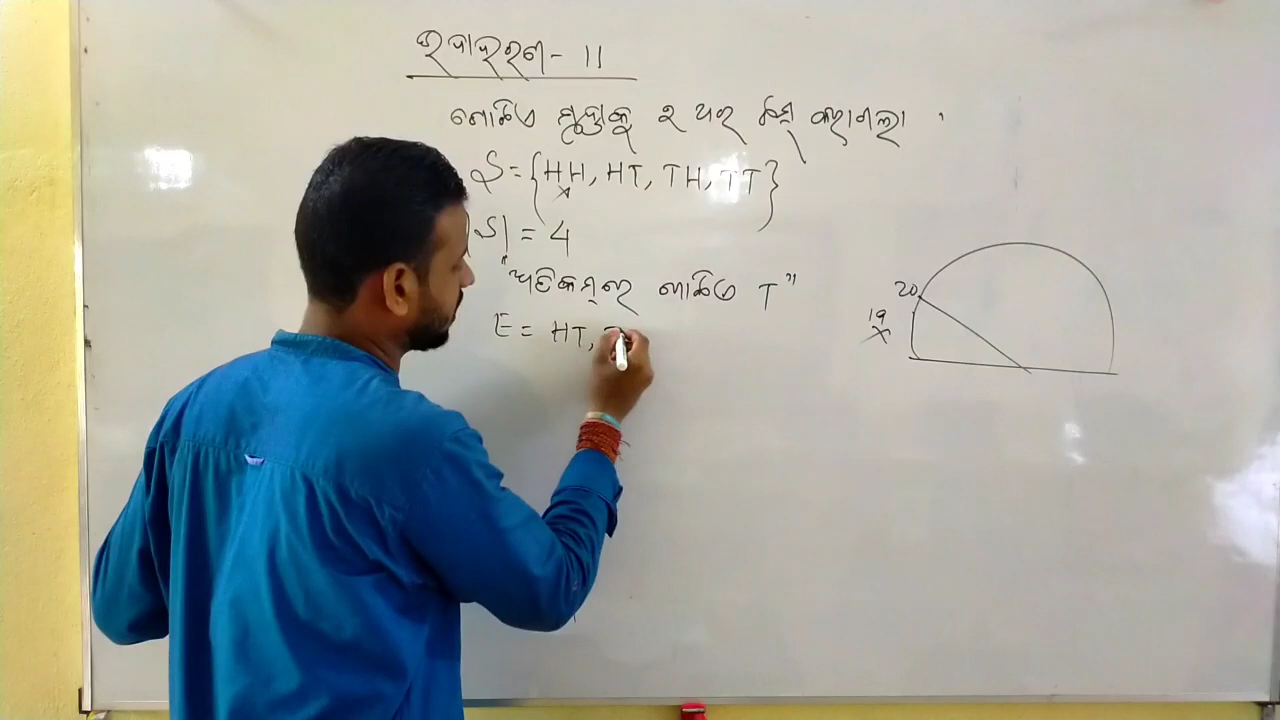 ଉଦାହରଣ- 11
ଗୋଟିଏ ମୁଦ୍ରାକୁ ୨ ଥର ଟସ୍ କରାଗଲା .
S = {HH, HT, TH, TT}
|S| = 4
"ଅତିକମ୍‌ରେ ଗୋଟିଏ T"
E = HT,
20
19